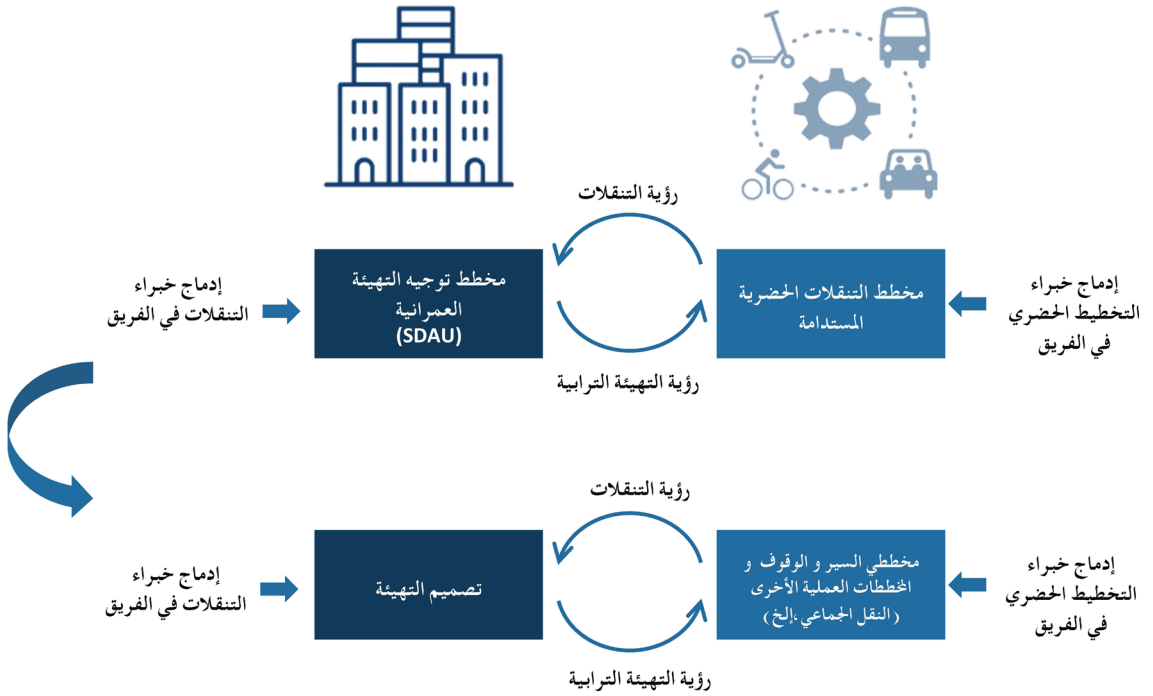 رؤية التنقلات
إدماج خبراء
التخطيط الحضري
في الفريق
مخطط التنقلات الحضرية
المستدامة
مخطط توجيه التهيئة
العمرانية
(SDAU)
إدماج خبراء
التنقلات في الفريق
رؤية التهيئة الترابية
رؤية التنقلات
إدماج خبراء
التخطيط الحضري
في الفريق
مخططي السير و الوقوف و
المخططات العملية الأخرى
(النقل الجماعي،إلخ)
تصميم التهيئة
إدماج خبراء
التنقلات في الفريق
رؤية التهيئة الترابية